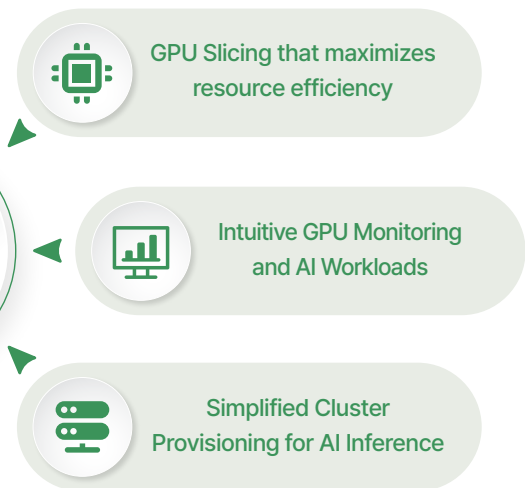 GPU Slicing that maximizes
resource efficiency
Intuitive GPU Monitoring
and AI Workloads
Simplified Cluster
Provisioning for AI Inference